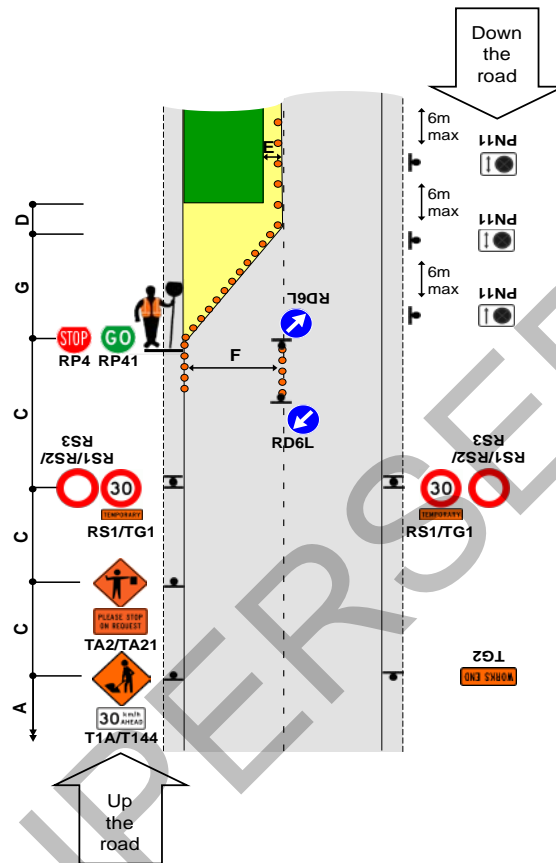 Down
the
road
6m
max
PN11
E
6m
max
PN11
D
G
6m
max
PN11
RD6L
STOP
GO
RP4 RP41
F
C
RD6L
RS1/RS2/
RS3
30
TEMPORARY
RS1/TG1
RS1/RS2/
RS3
30
TEMPORARY
RS1/TG1
C
PLEASE STOP
ON REQUEST
TA2/TA21
C
TG2
WORKS END
A
30 km/h
AHEAD
T1A/T144
Up
the
road
UPERSE